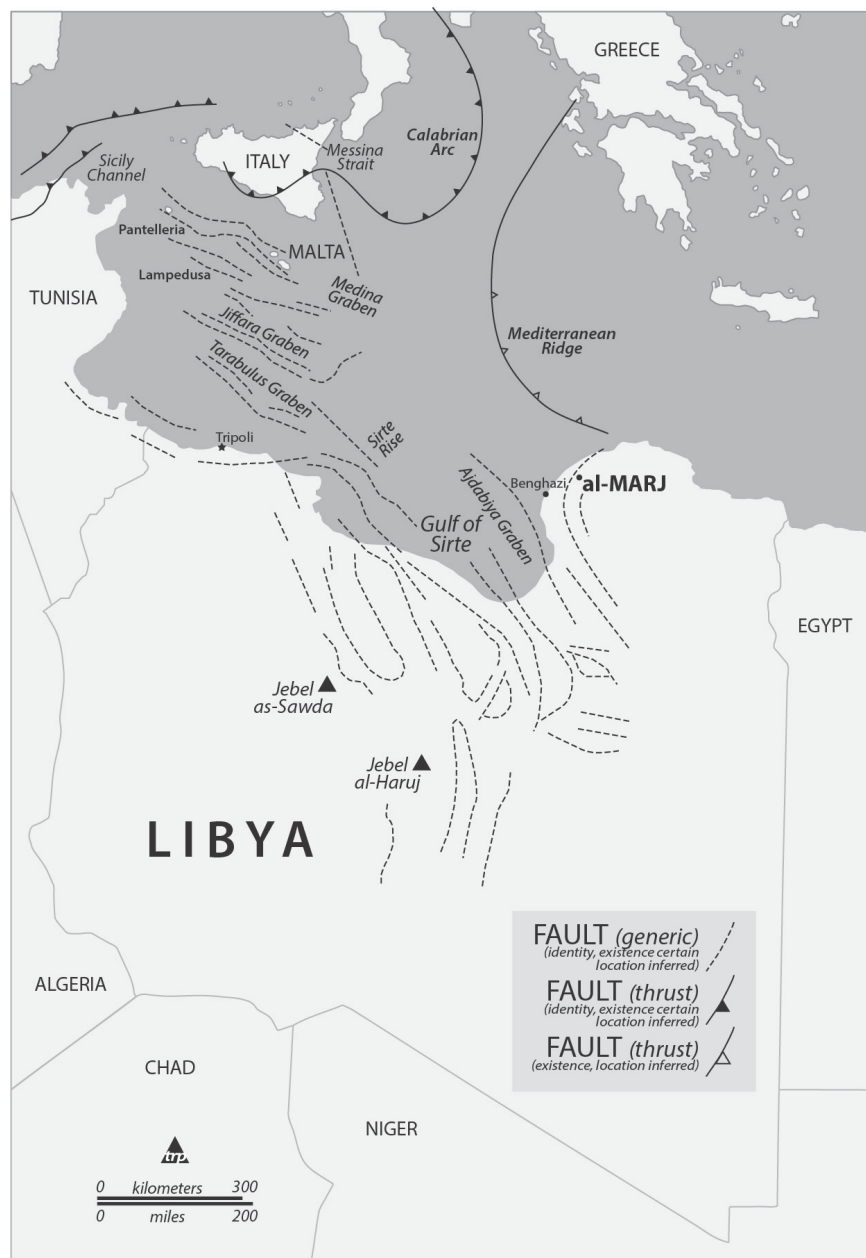 GREECE
Calabrian
Arc
Messina
Strait
ITALY
Sicily
Channel
Pantelleria
MALTA
Lampedusa
TUNISIA
Medina
Graben
Jiffara Graben
Mediterranean
Ridge
Tarabulus Graben
Tripoli
Sirte
Rise
Ajdabiya Graben
Benghazi
al-MARJ
Gulf of
Sirte
EGYPT
Jebel
as-Sawda
Jebel
al-Haruj
LIBYA
FAULT (generic)
(identity, existence certain
location inferred)
FAULT (thrust)
(identity, existence certain
location inferred)
FAULT (thrust)
(existence, location inferred)
ALGERIA
CHAD
NIGER
trp
0 kilometers 300
0 miles 200